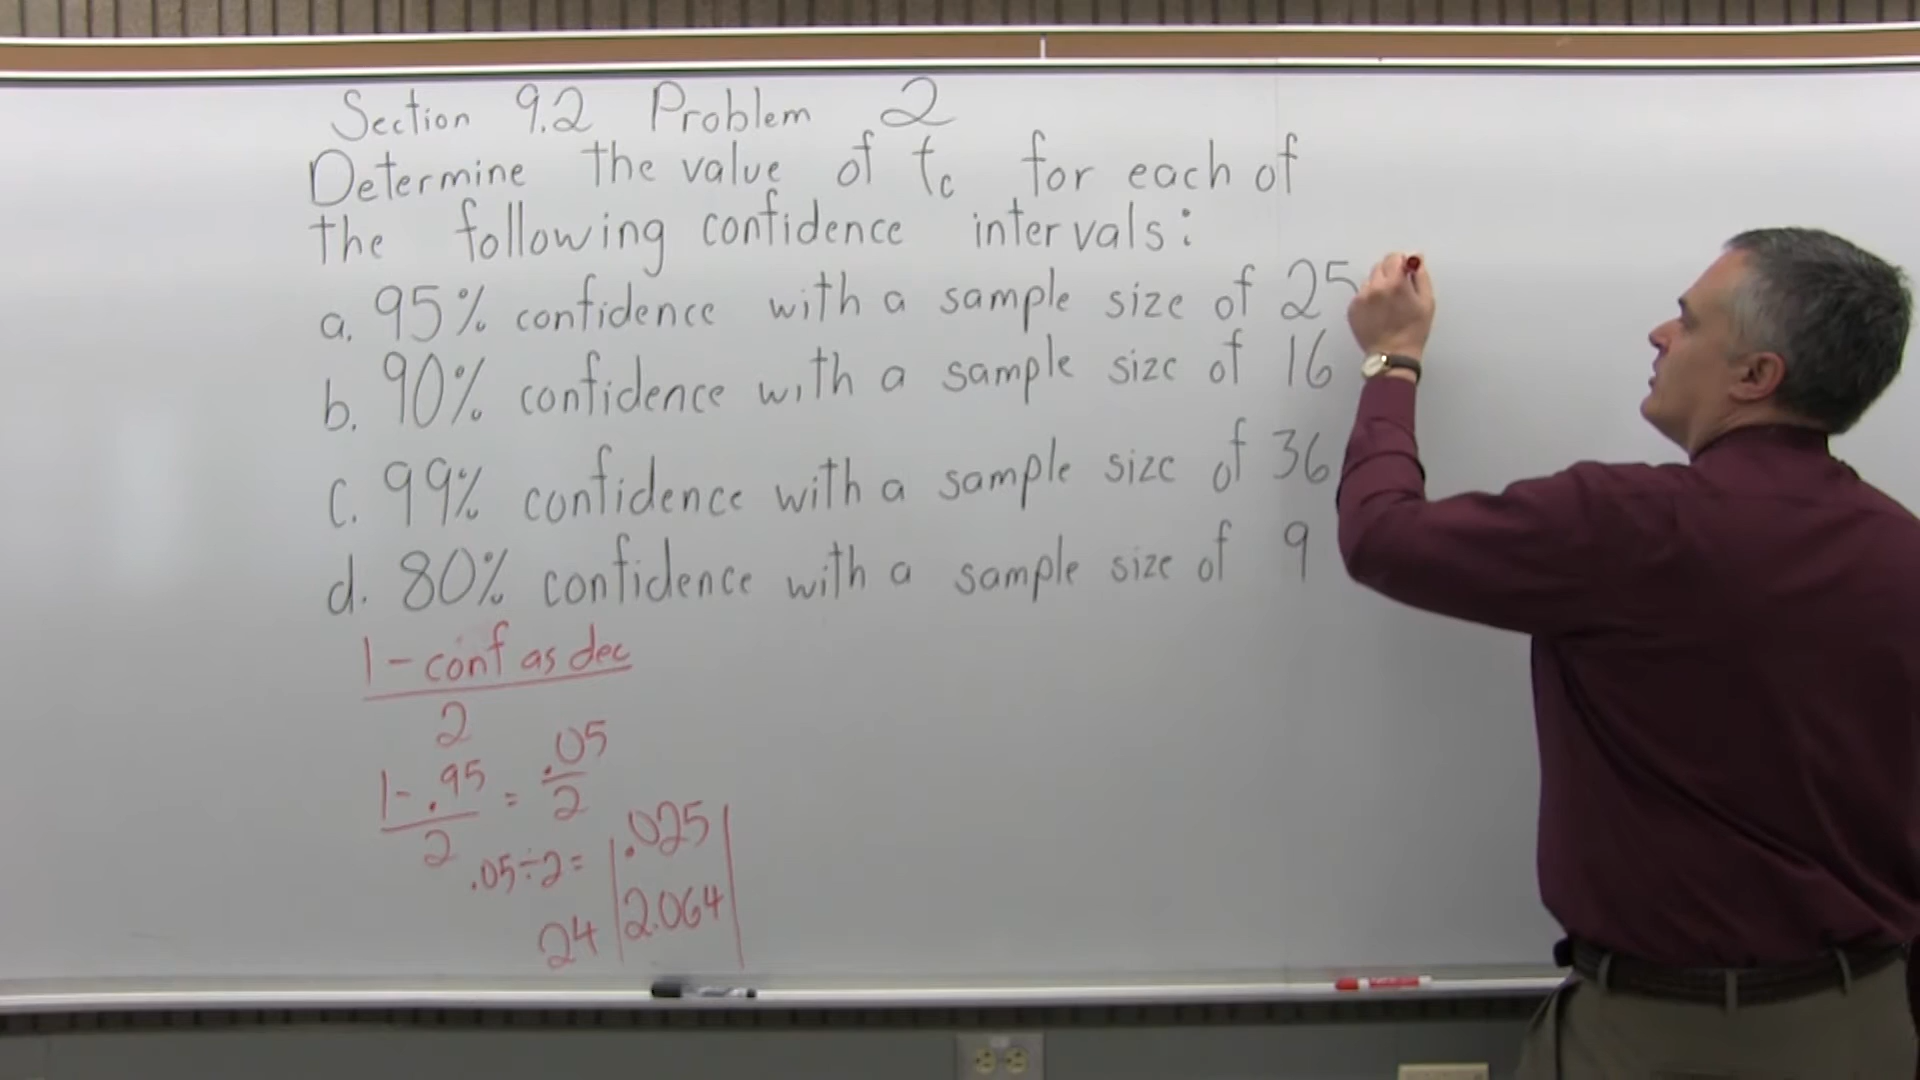 Section 9.2 Problem 2
Determine the value of tc for each of
the following confidence intervals:
a. 95% confidence with a sample size of 25
b. 90% confidence with a sample size of 16
c. 99% confidence with a sample size of 36
d. 80% confidence with a sample size of 9
1 - conf as dec
2
1 - .95 = .05
2 2
.05 ÷ 2 = .025
24 2.064